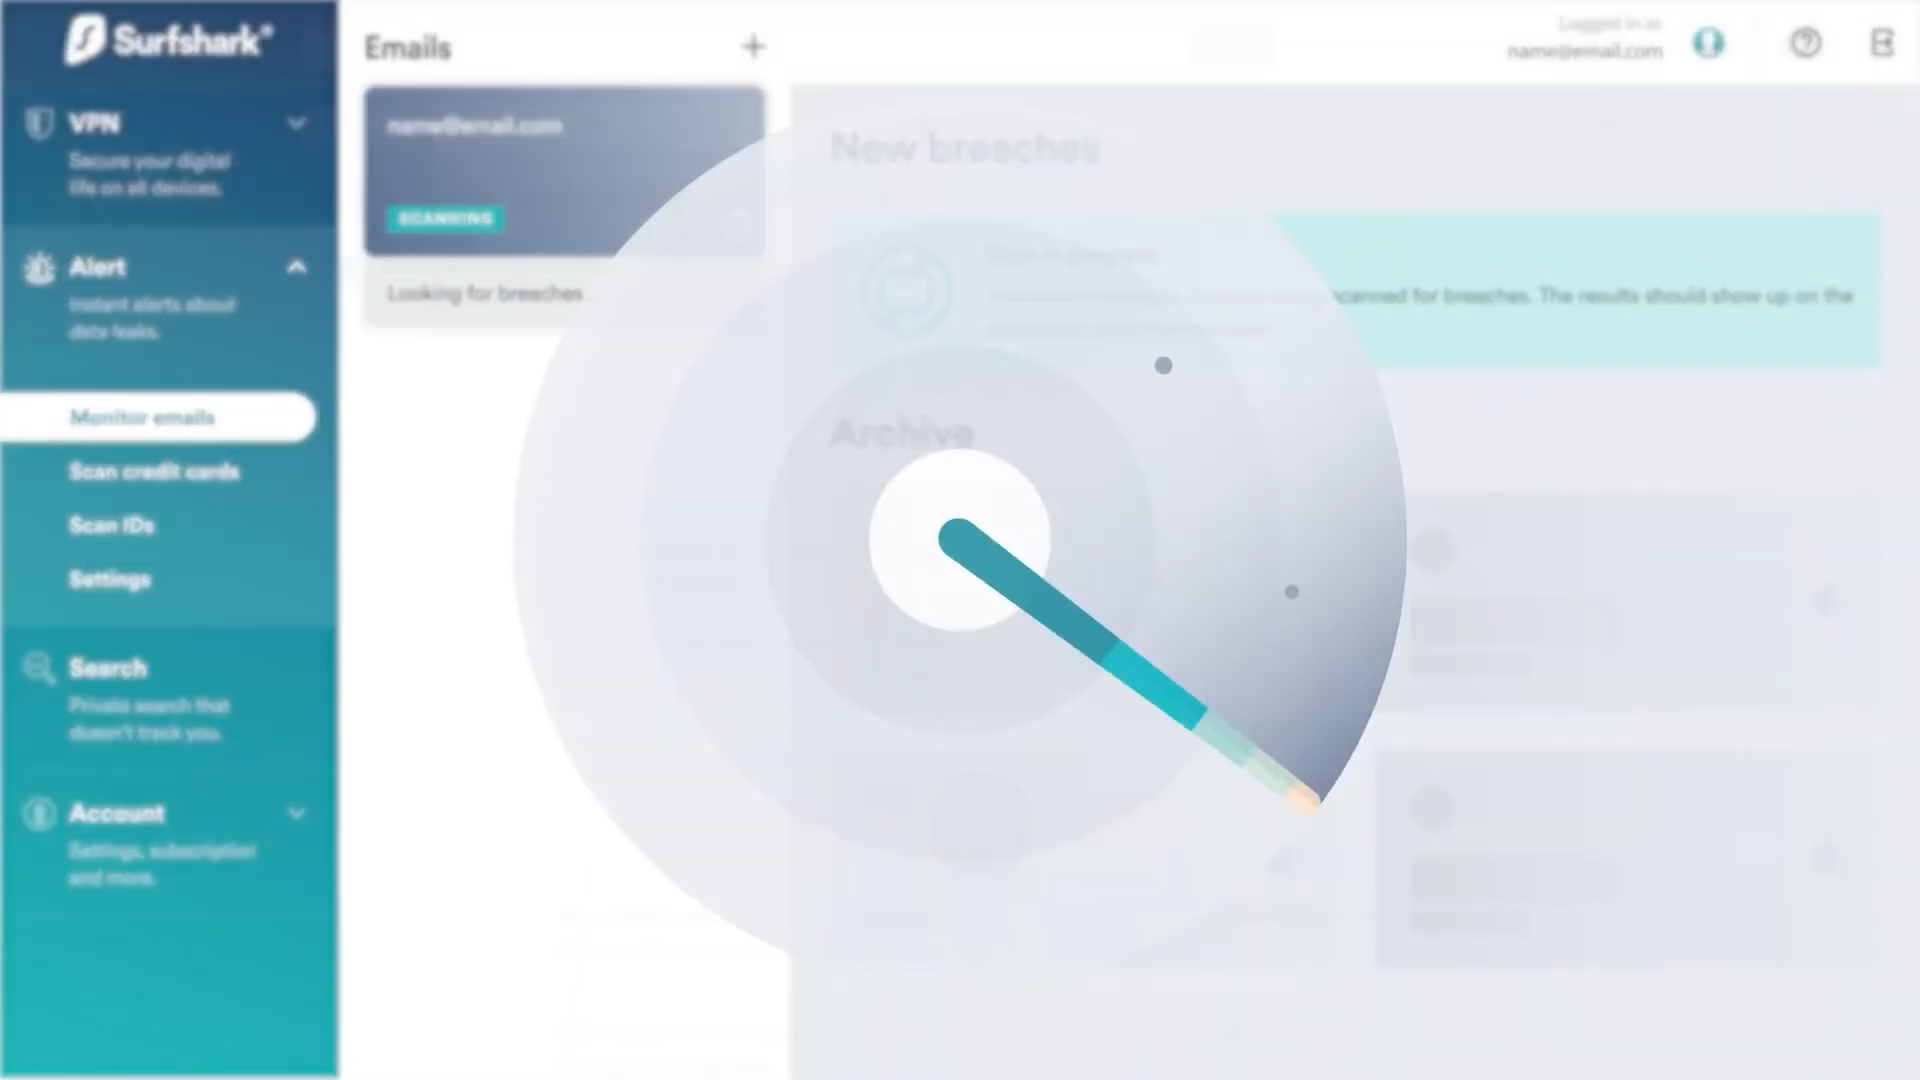 Surfshark®
VPN
Secure your digital
life on all devices.
Alert
Instant alerts about
data leaks.
Monitor emails
Scan credit cards
Scan IDs
Settings
Search
Private search that
doesn't track you.
Account
Settings, subscription
and more.
Emails
+
name@email.com
SCANNING
Looking for breaches
Logged in as
name@email.com
New breaches
Scan in progress
scanned for breaches. The results should show up on the
Archive